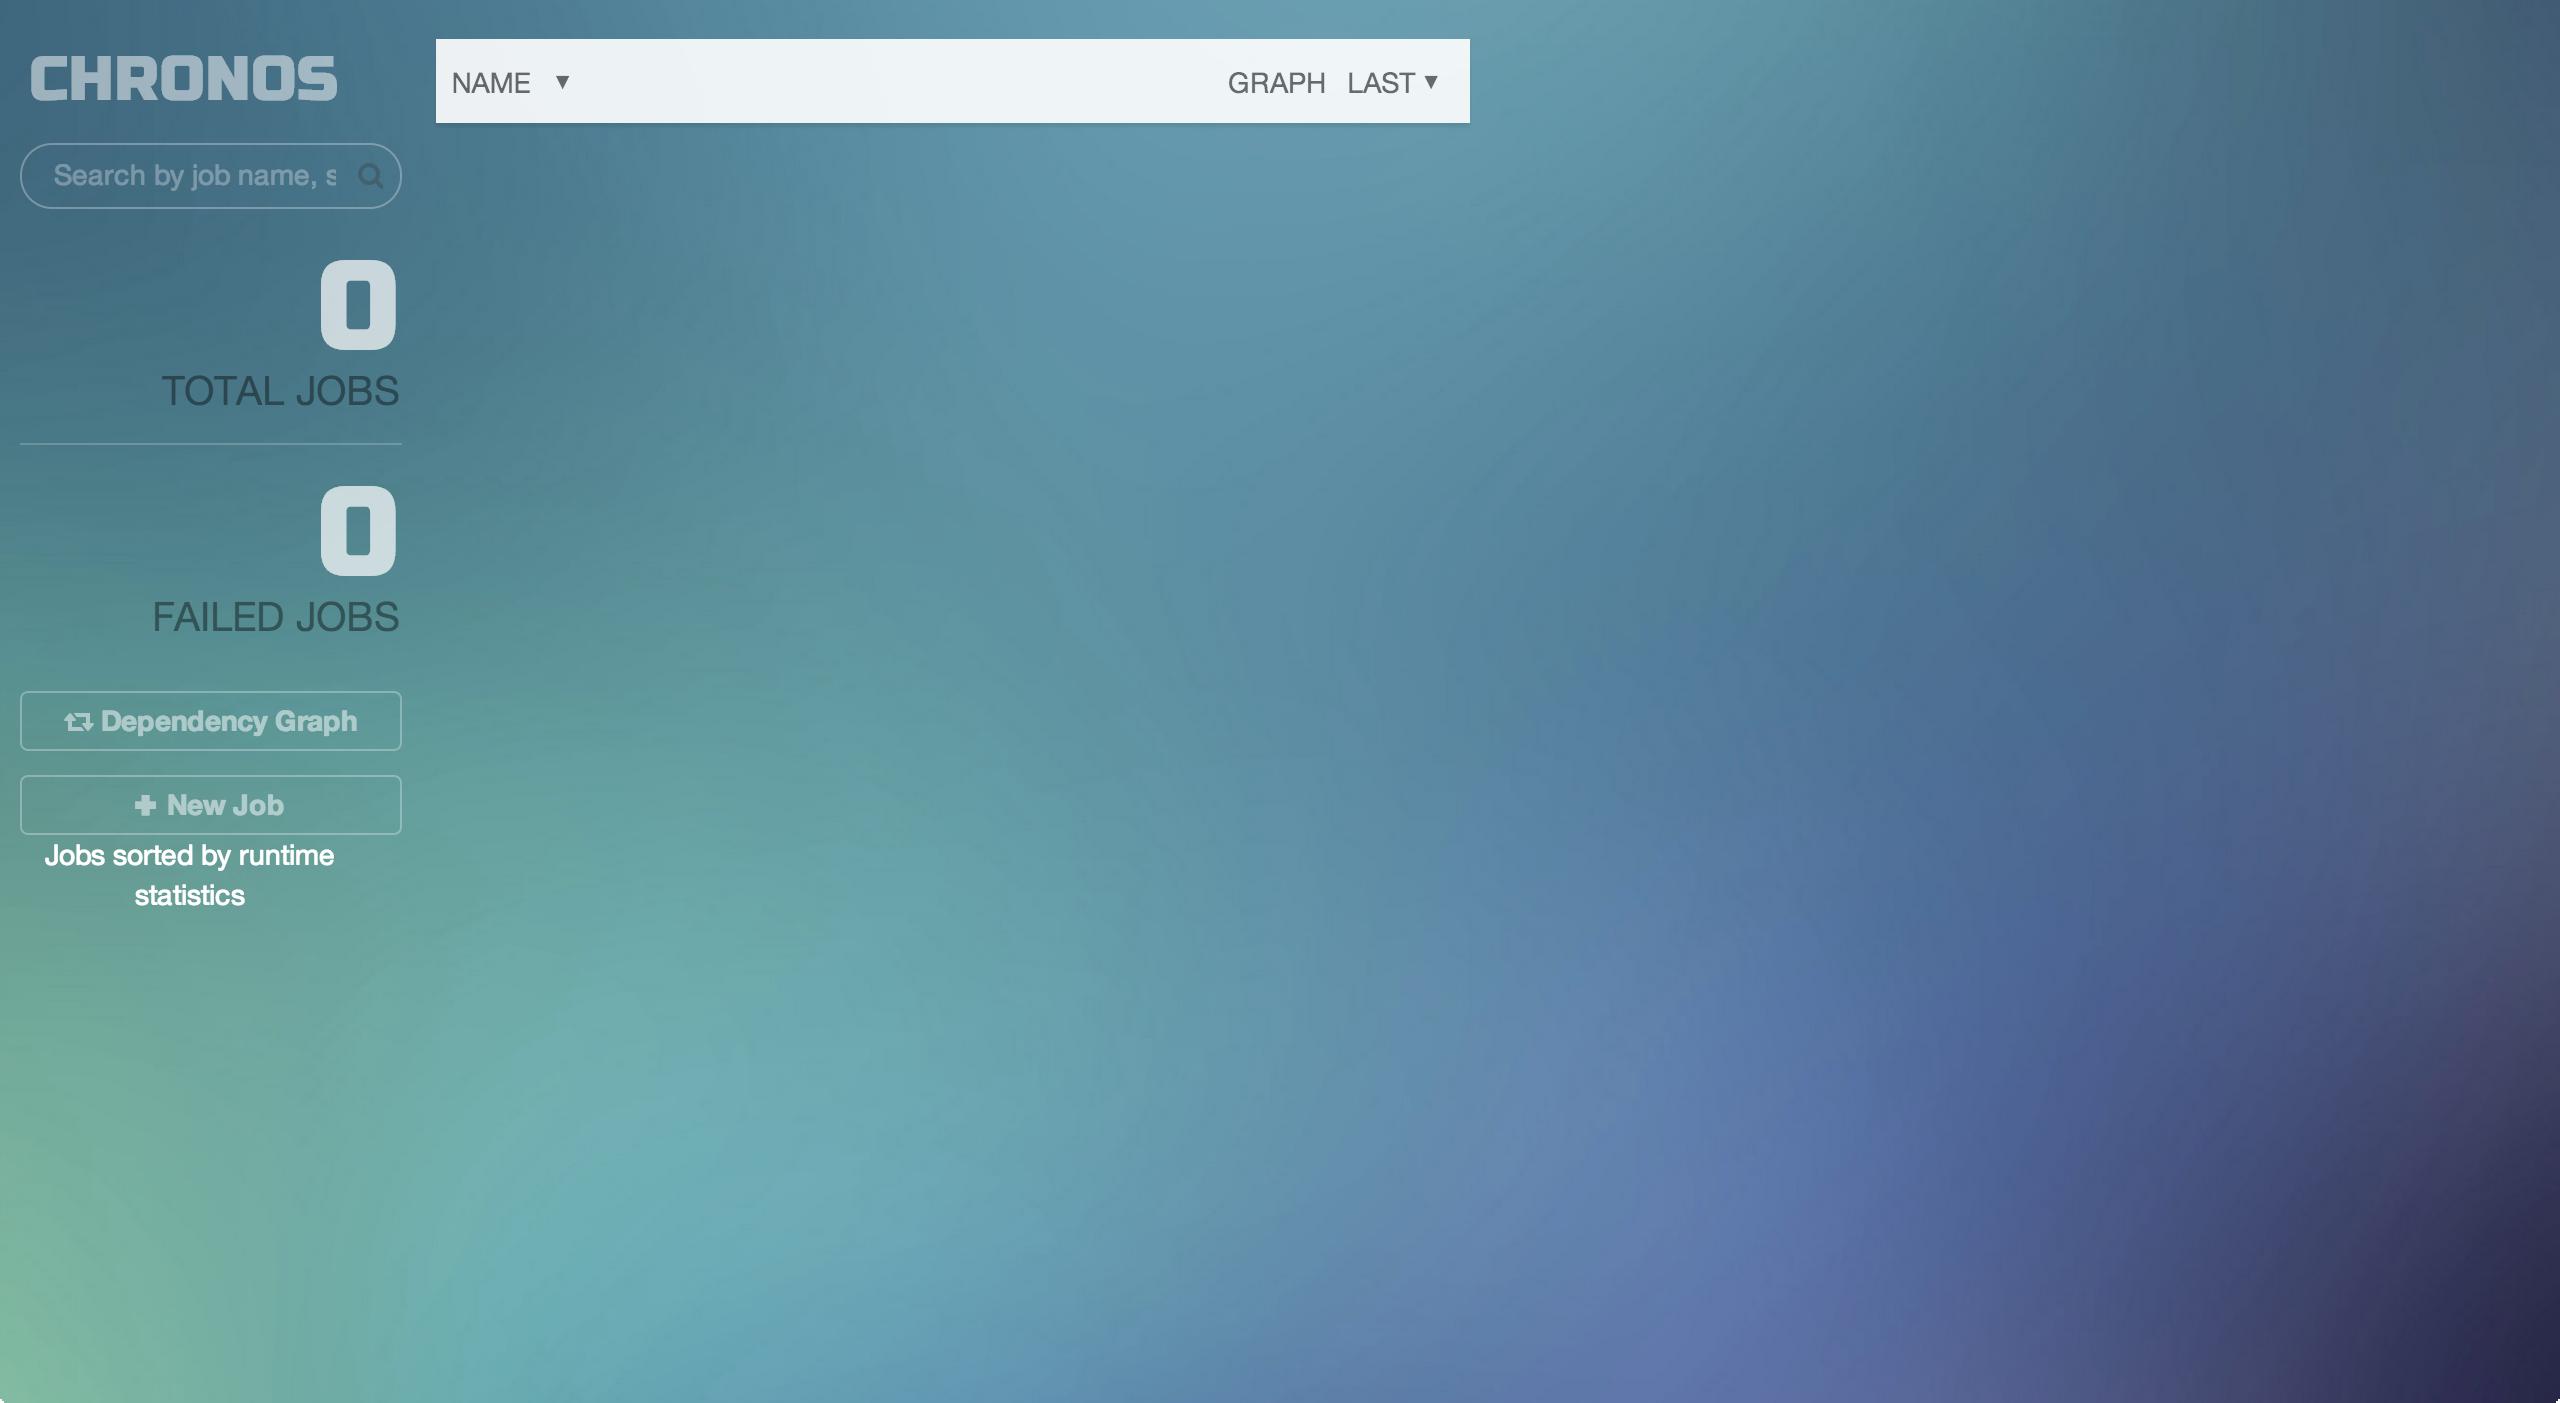 CHRONOS
Search by job name, s
0
TOTAL JOBS
0
FAILED JOBS
Dependency Graph
New Job
Jobs sorted by runtime
statistics
NAME ▼ GRAPH LAST ▼